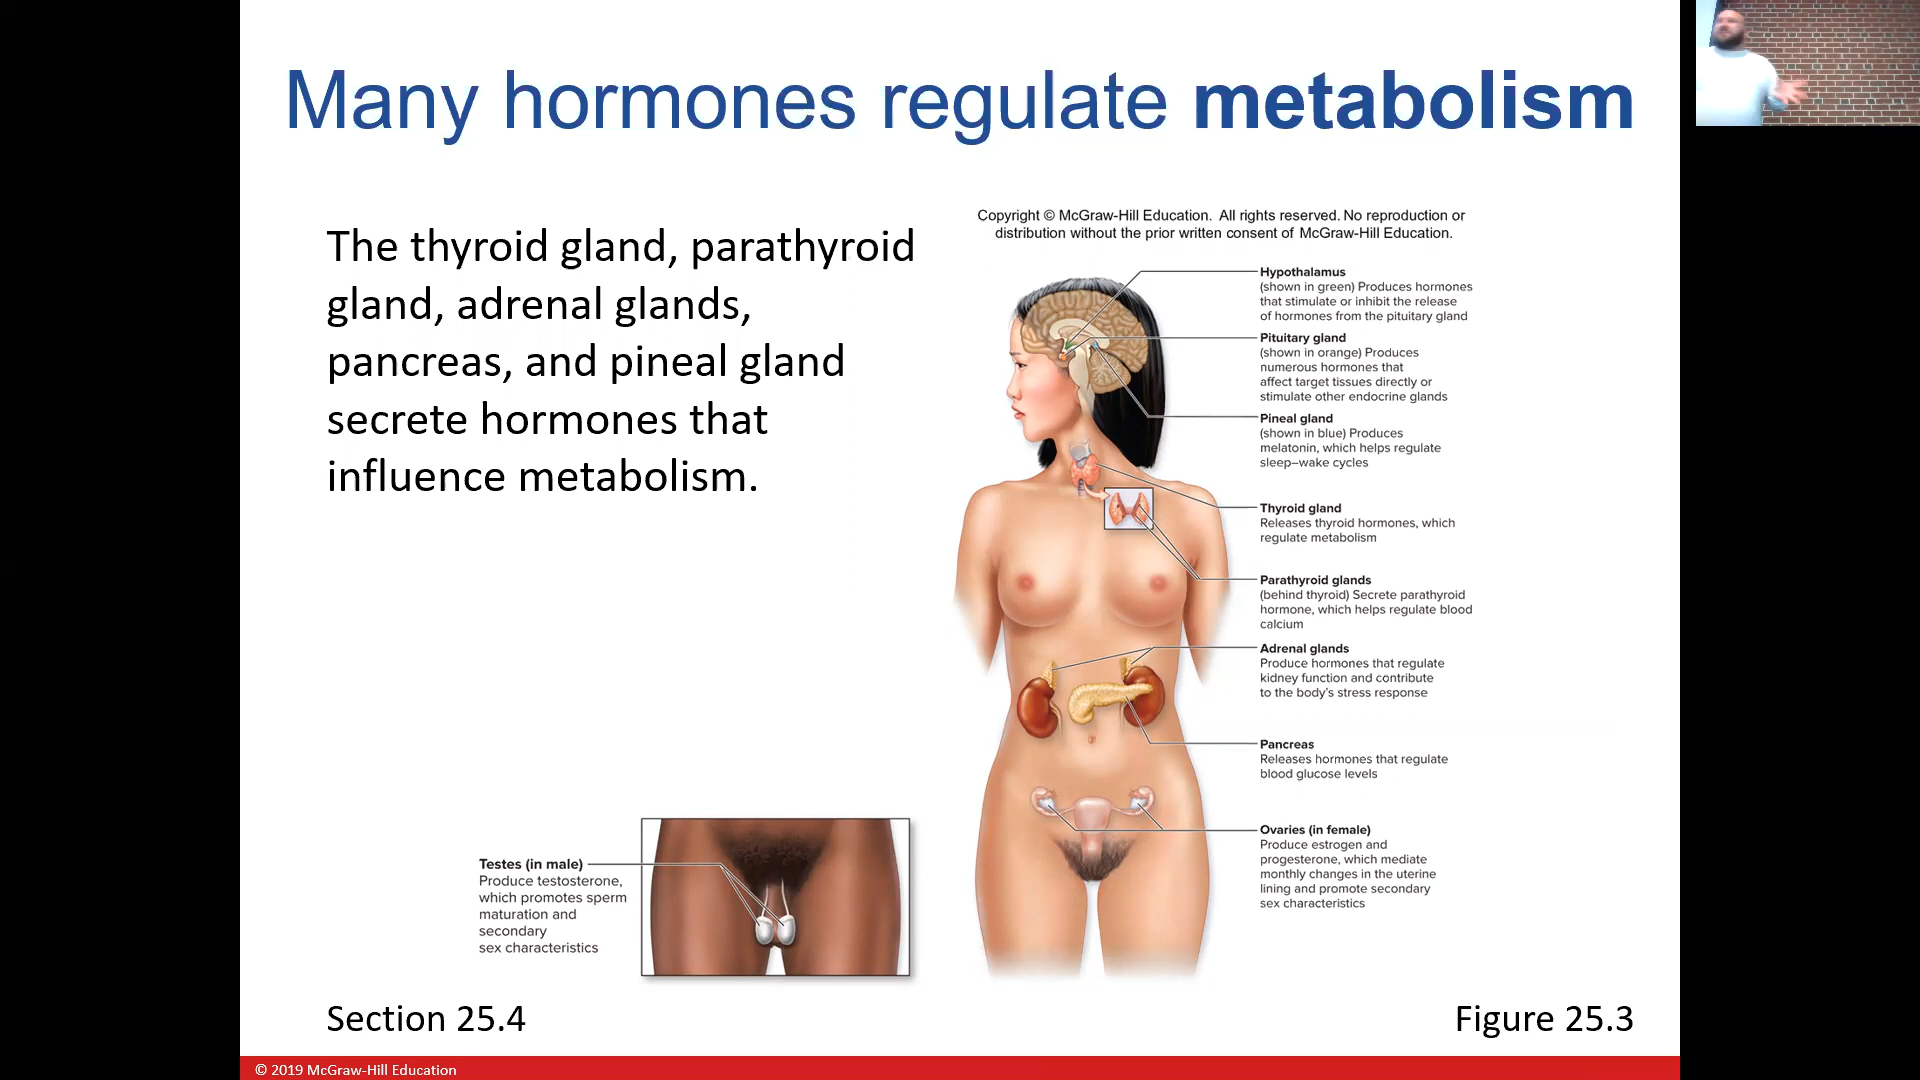 Many hormones regulate metabolism
The thyroid gland, parathyroid
gland, adrenal glands,
pancreas, and pineal gland
secrete hormones that
influence metabolism.
Copyright © McGraw-Hill Education. All rights reserved. No reproduction or
distribution without the prior written consent of McGraw-Hill Education.
Hypothalamus
(shown in green) Produces hormones
that stimulate or inhibit the release
of hormones from the pituitary gland
Pituitary gland
(shown in orange) Produces
numerous hormones that
affect target tissues directly or
stimulate other endocrine glands
Pineal gland
(shown in blue) Produces
melatonin, which helps regulate
sleep–wake cycles
Thyroid gland
Releases thyroid hormones, which
regulate metabolism
Parathyroid glands
(behind thyroid) Secrete parathyroid
hormone, which helps regulate blood
calcium
Adrenal glands
Produce hormones that regulate
kidney function and contribute
to the body's stress response
Pancreas
Releases hormones that regulate
blood glucose levels
Ovaries (in female)
Produce estrogen and
progesterone, which mediate
monthly changes in the uterine
lining and promote secondary
sex characteristics
Testes (in male)
Produce testosterone,
which promotes sperm
maturation and
secondary
sex characteristics
Section 25.4
Figure 25.3
© 2019 McGraw-Hill Education